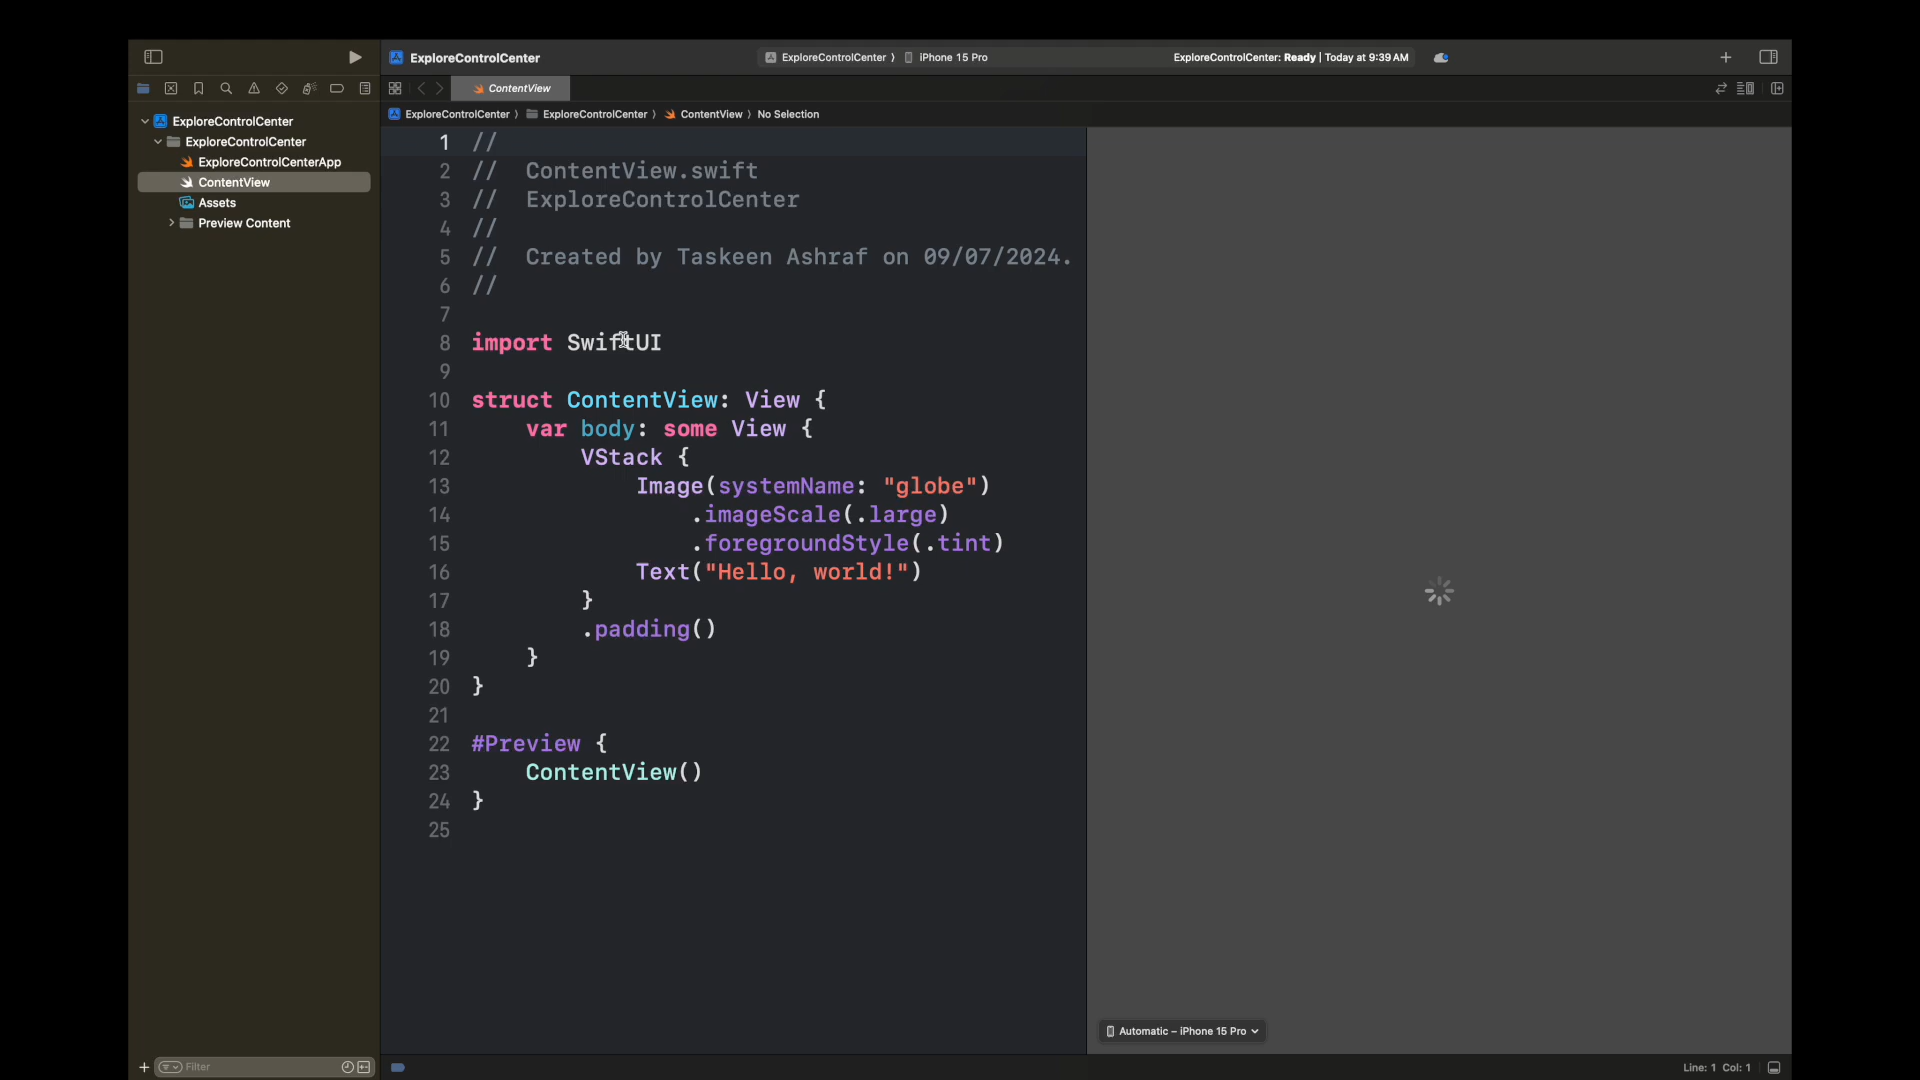 ExploreControlCenter
ExploreControlCenter 〉 iPhone 15 Pro
ExploreControlCenter: Ready | Today at 9:39 AM
ContentView
ExploreControlCenter 〉 ExploreControlCenter 〉 ContentView 〉 No Selection
ExploreControlCenter
ExploreControlCenter
ExploreControlCenterApp
ContentView
Assets
Preview Content
1 //
2 //  ContentView.swift
3 //  ExploreControlCenter
4 //
5 //  Created by Taskeen Ashraf on 09/07/2024.
6 //
7
8 import SwiftUI
9
10 struct ContentView: View {
11     var body: some View {
12         VStack {
13             Image(systemName: "globe")
14                 .imageScale(.large)
15                 .foregroundStyle(.tint)
16             Text("Hello, world!")
17         }
18         .padding()
19     }
20 }
21
22 #Preview {
23     ContentView()
24 }
25
Automatic – iPhone 15 Pro
Filter
Line: 1 Col: 1